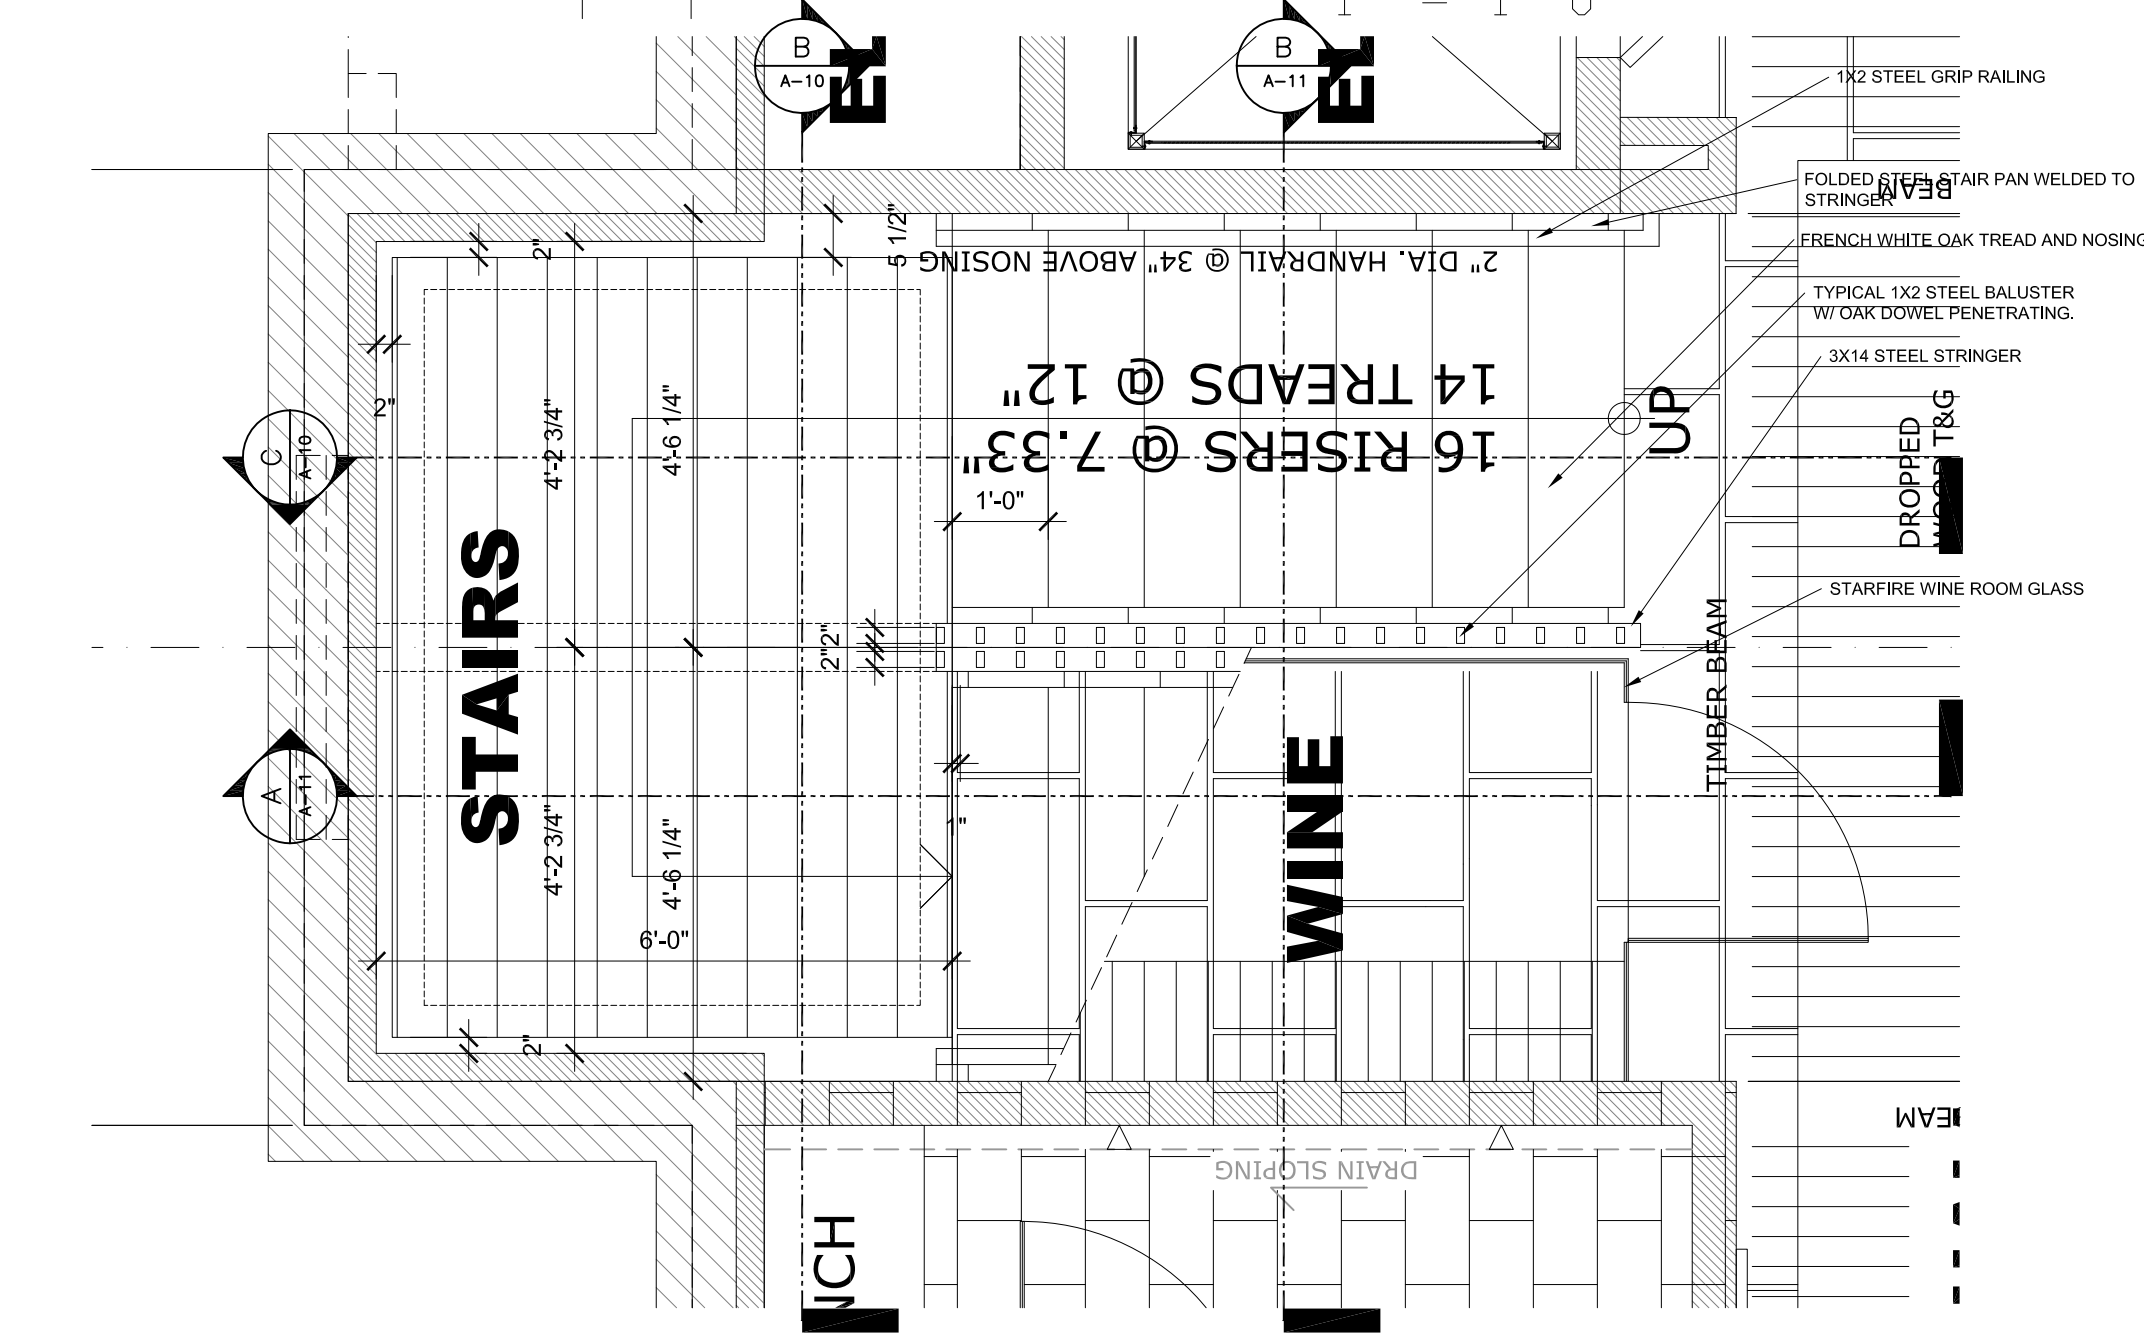 B
A-10
B
A-11
1X2 STEEL GRIP RAILING
FOLDED STEEL STAIR PAN WELDED TO
STRINGER
BEAM
FRENCH WHITE OAK TREAD AND NOSING
TYPICAL 1X2 STEEL BALUSTER
W/ OAK DOWEL PENETRATING.
3X14 STEEL STRINGER
STARFIRE WINE ROOM GLASS
2"
5 1/2"
2" DIA. HANDRAIL @ 34" ABOVE NOSING
14 TREADS @ 12"
16 RISERS @ 7.33"
UP
2"
4'-2 3/4"
4'-6 1/4"
1'-0"
C
A-10
STAIRS
DROPPED
WOOD T&G
2"
2"
TIMBER BEAM
A
A-11
4'-2 3/4"
4'-6 1/4"
1"
WINE
6'-0"
2"
DRAIN SLOPING